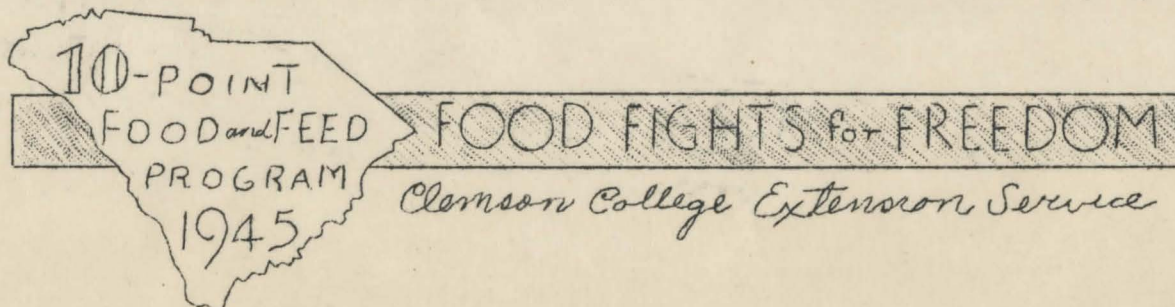 10-POINT
FOOD and FEED
PROGRAM
1945
FOOD FIGHTS for FREEDOM
Clemson College Extension Service